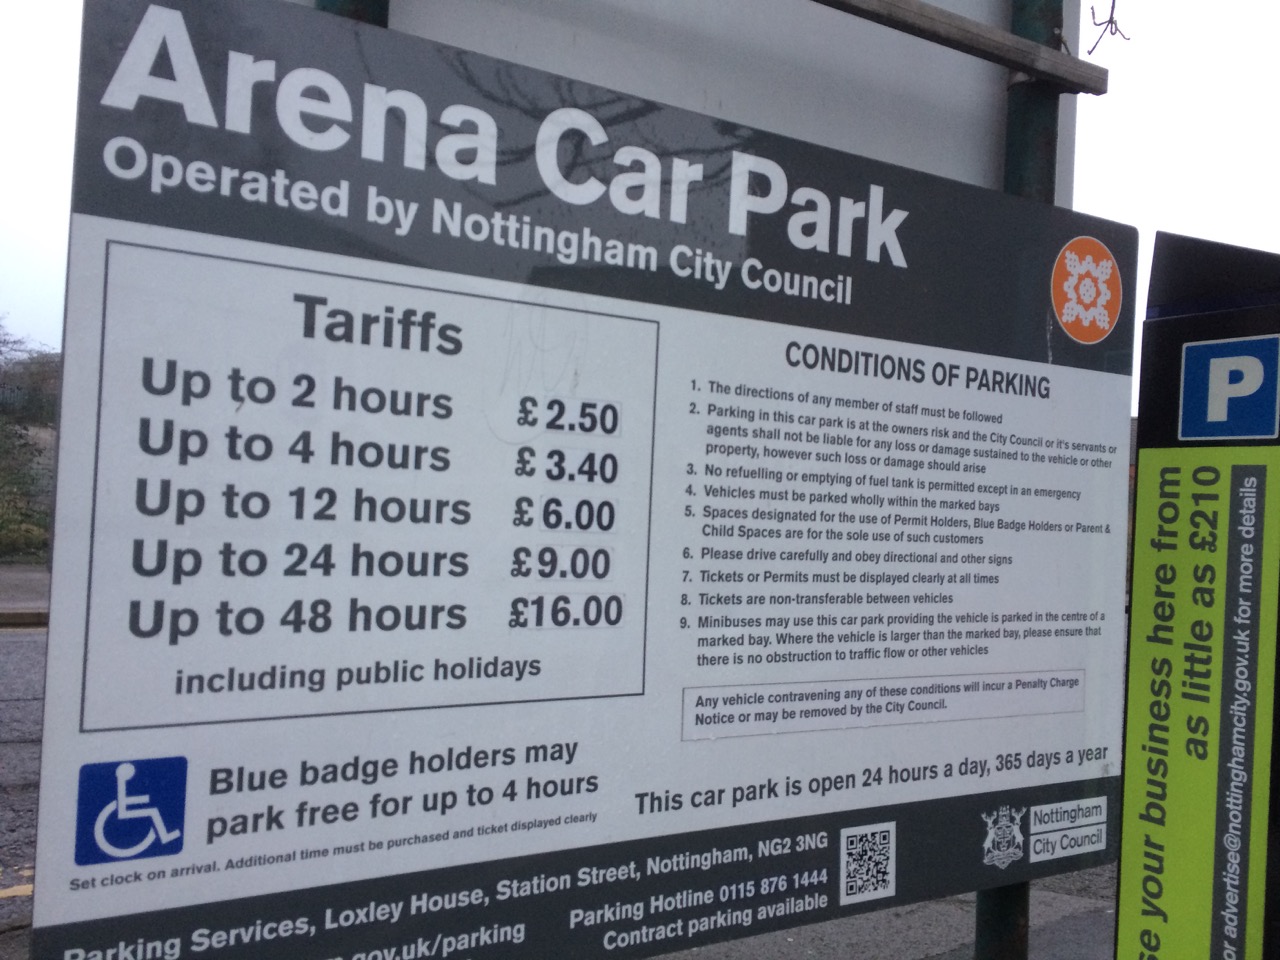 Arena Car Park
Operated by Nottingham City Council
Tariffs
Up to 2 hours £2.50
Up to 4 hours £3.40
Up to 12 hours £6.00
Up to 24 hours £9.00
Up to 48 hours £16.00
including public holidays
Blue badge holders may
park free for up to 4 hours
Set clock on arrival. Additional time must be purchased and ticket displayed clearly
CONDITIONS OF PARKING
1. The directions of any member of staff must be followed
2. Parking in this car park is at the owners risk and the City Council or it's servants or
agents shall not be liable for any loss or damage sustained to the vehicle or other
property, however such loss or damage should arise
3. No refuelling or emptying of fuel tank is permitted except in an emergency
4. Vehicles must be parked wholly within the marked bays
5. Spaces designated for the use of Permit Holders, Blue Badge Holders or Parent &
Child Spaces are for the sole use of such customers
6. Please drive carefully and obey directional and other signs
7. Tickets or Permits must be displayed clearly at all times
8. Tickets are non-transferable between vehicles
9. Minibuses may use this car park providing the vehicle is parked in the centre of a
marked bay. Where the vehicle is larger than the marked bay, please ensure that
there is no obstruction to traffic flow or other vehicles
Any vehicle contravening any of these conditions will incur a Penalty Charge
Notice or may be removed by the City Council.
This car park is open 24 hours a day, 365 days a year
Parking Services, Loxley House, Station Street, Nottingham, NG2 3NG
gov.uk/parking
Parking Hotline 0115 876 1444
Contract parking available
Nottingham
City Council
P
your business here from
as little as £210
advertise@nottinghamcity.gov.uk for more details